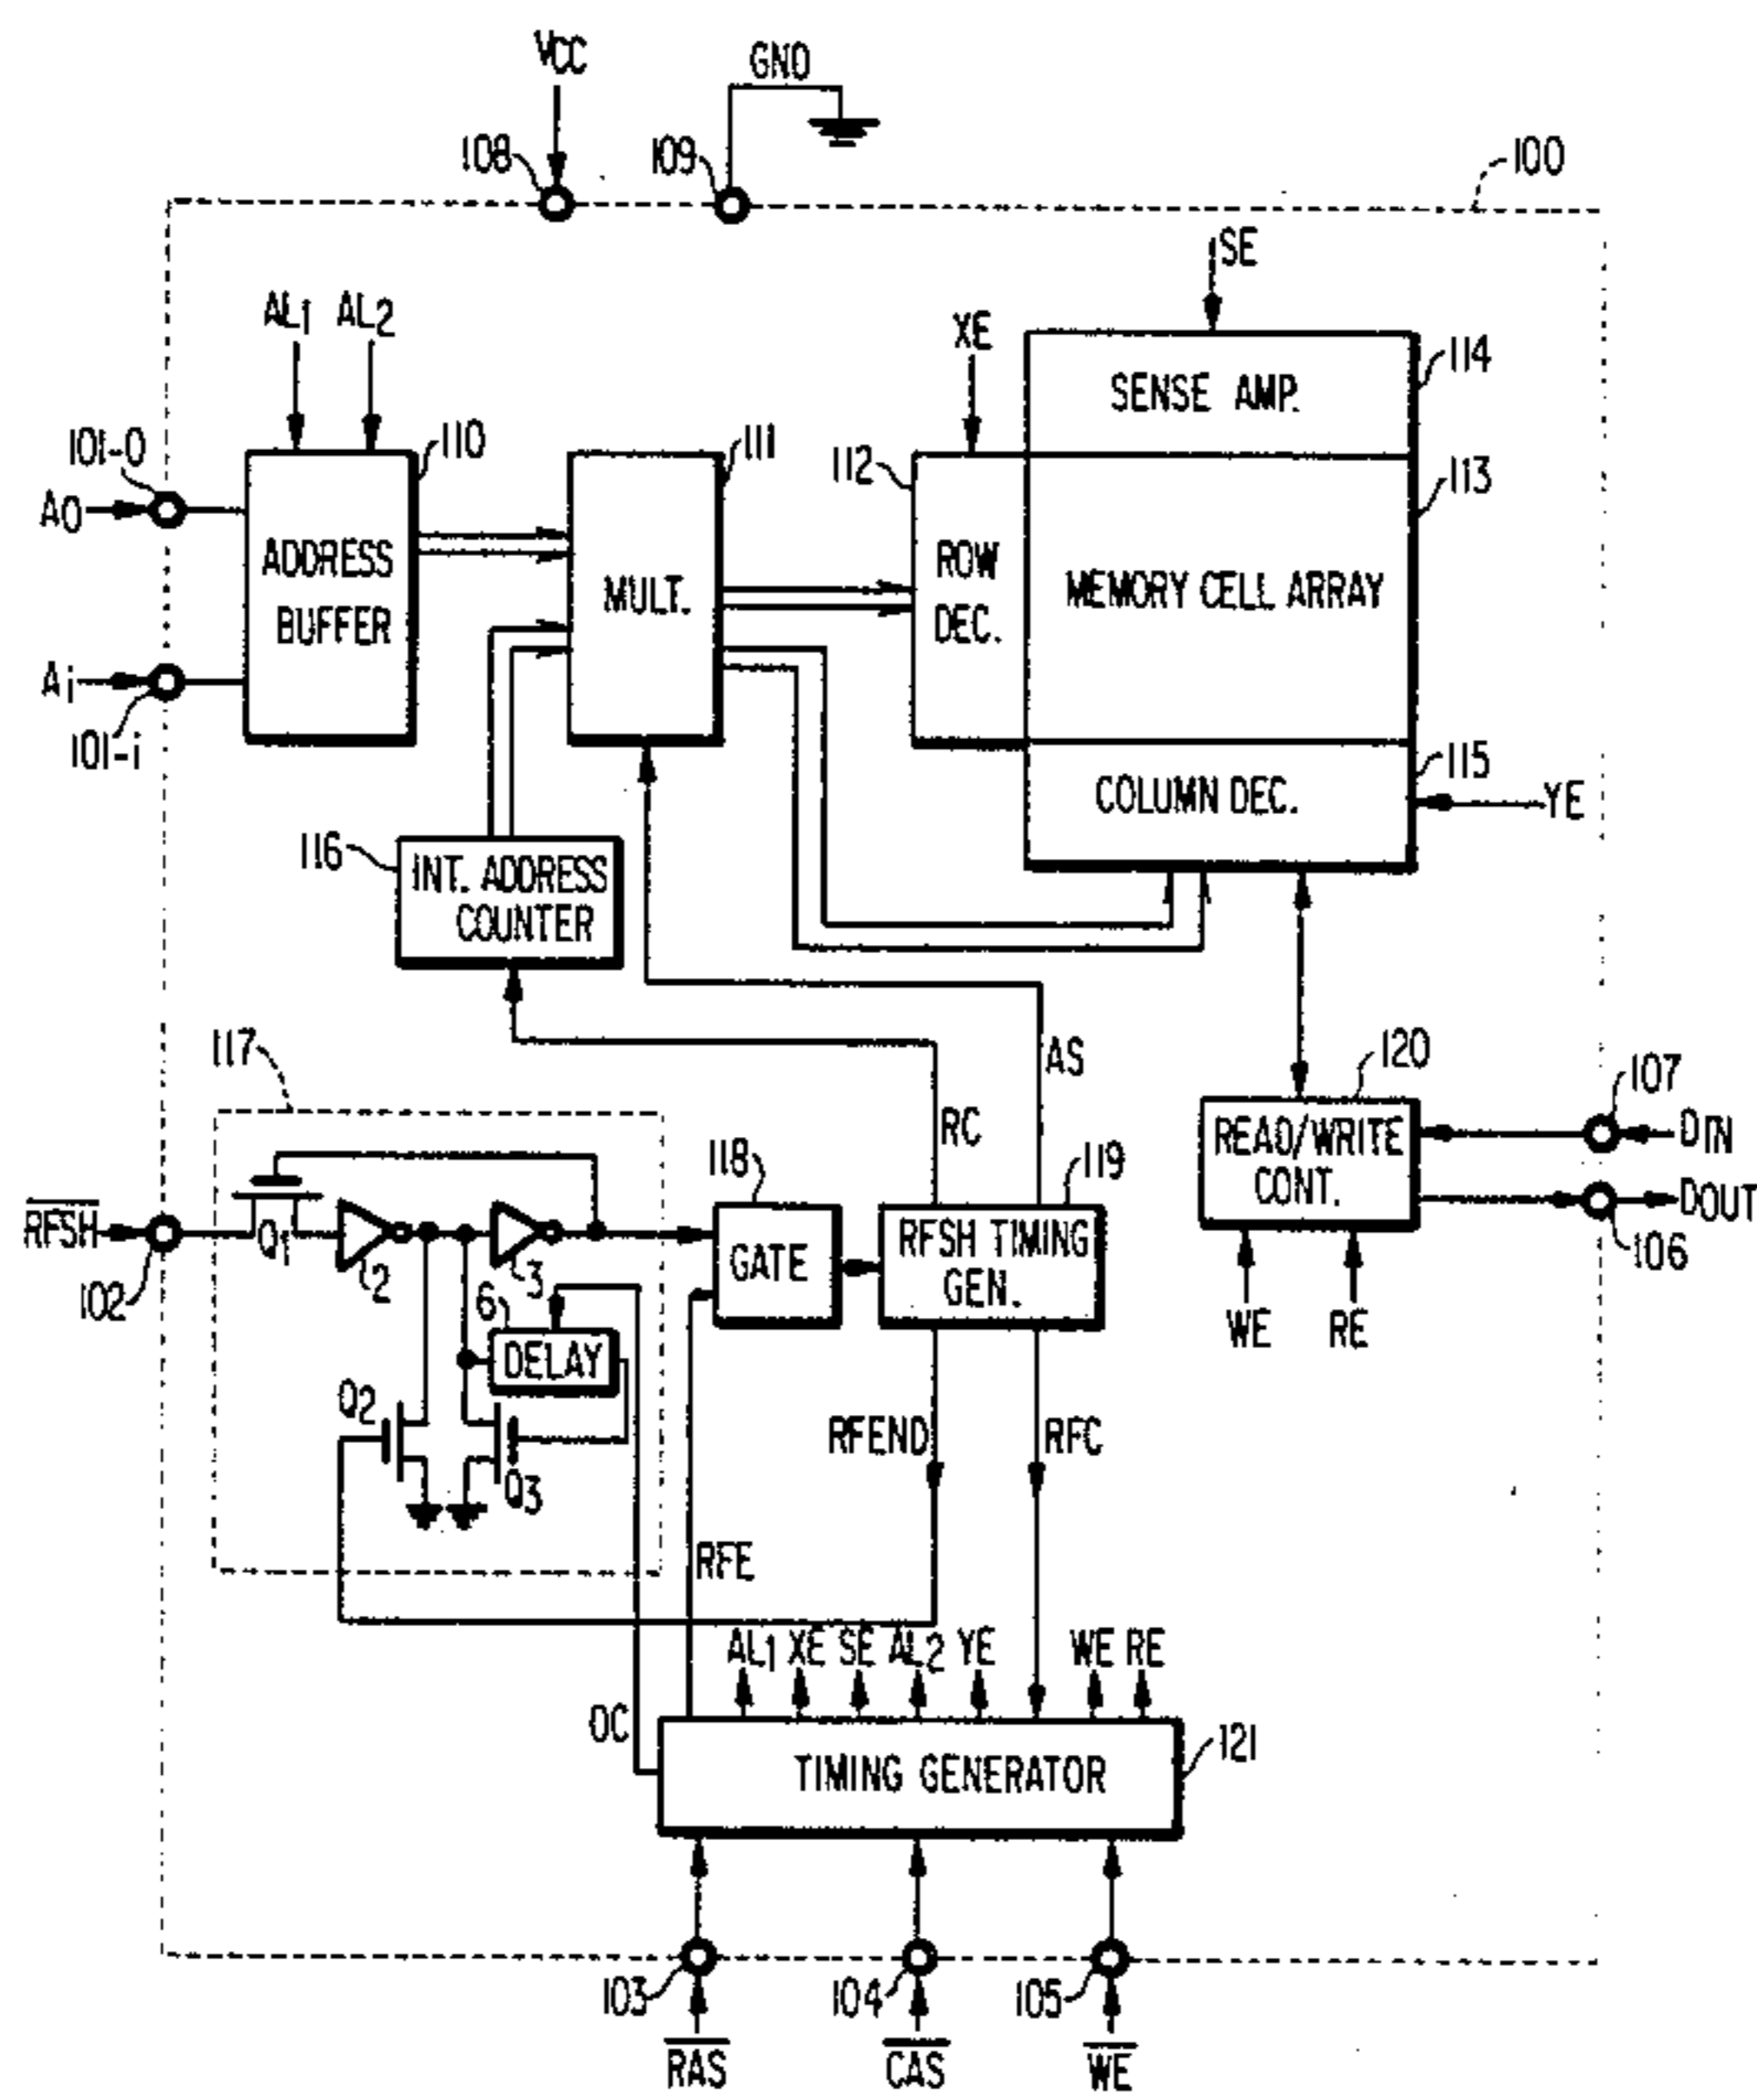 VCC
GND
108
109
100
SE
AL1
AL2
XE
114
SENSE AMP.
101-0
110
111
112
113
A0
ADDRESS
BUFFER
MULT.
ROW
DEC.
MEMORY CELL ARRAY
Ai
101-i
115
COLUMN DEC.
YE
116
INT. ADDRESS
COUNTER
117
AS
120
107
RC
READ/WRITE
CONT.
DIN
118
119
RFSH
102
Q1
2
3
GATE
RFSH TIMING
GEN.
DOUT
106
6
DELAY
WE
RE
Q2
Q3
RFEND
RFC
RFE
AL1
XE
SE
AL2
YE
WE
RE
OC
TIMING GENERATOR
121
103
104
105
RAS
CAS
WE